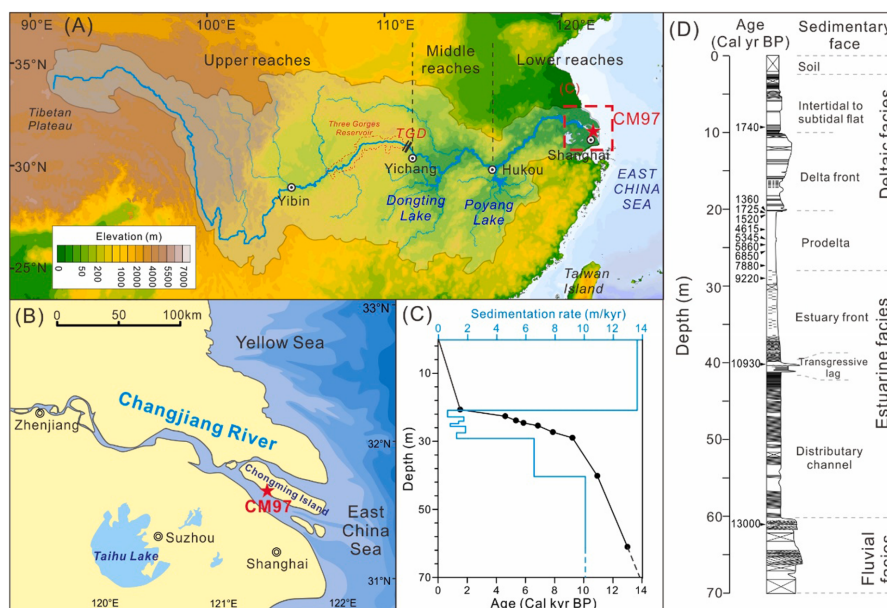 90°E
100°E
110°E
120°E
(A)
35°N
30°N
25°N
Upper reaches
Middle
reaches
Lower reaches
Tibetan
Plateau
Three Gorges
Reservoir
TGD
(C)
CM97
Shanghai
Yichang
Hukou
Yibin
Dongting
Lake
Poyang
Lake
EAST
CHINA
SEA
Taiwan
Island
Elevation (m)
0
50
200
500
1000
2000
4000
5000
7000
(B)
0
50
100km
33°N
32°N
31°N
120°E
121°E
122°E
Yellow Sea
Changjiang River
Zhenjiang
Chongming Island
CM97
East
China
Sea
Suzhou
Taihu Lake
Shanghai
(C)
Sedimentation rate (m/kyr)
0 2 4 6 8 10 12 14
Depth (m)
10
30
50
70
0 2 4 6 8 10 12 14
Age (Cal kyr BP)
(D)
Age
(Cal yr BP)
Sedimentary
face
Depth (m)
0
10
20
30
40
50
60
70
1740
1360
1725
1520
4615
5345
5860
6850
7880
9220
10930
13000
Soil
Intertidal to
subtidal flat
Delta front
Prodelta
Estuary front
Transgressive
lag
Distributary
channel
Deltaic facies
Estuarine facies
Fluvial
facies